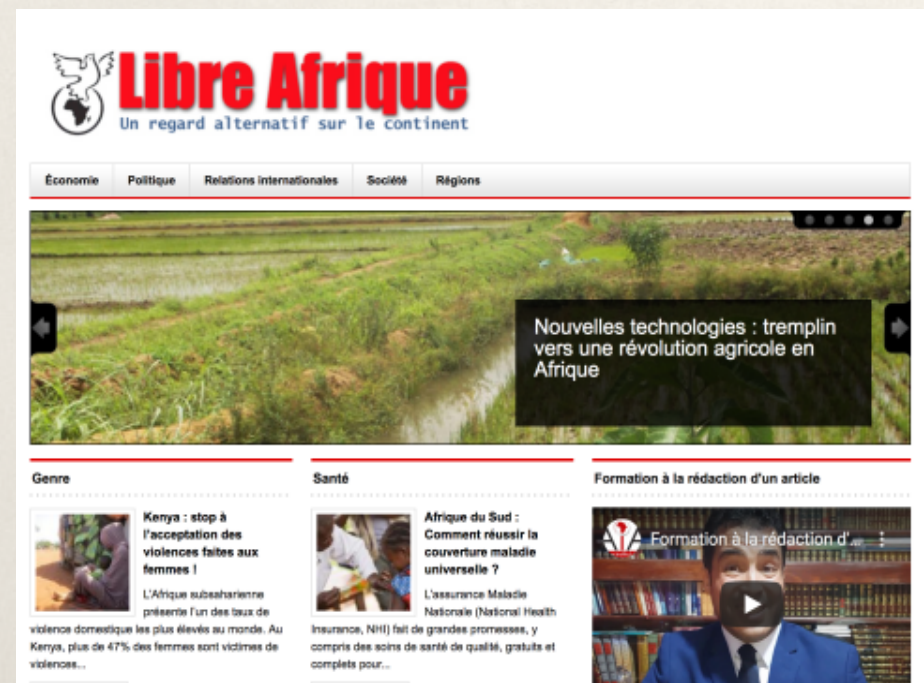 Libre Afrique
Un regard alternatif sur le continent
Économie Politique Relations internationales Société Régions
Nouvelles technologies : tremplin
vers une révolution agricole en
Afrique
Genre
Kenya : stop à
l'acceptation des
violences faites aux
femmes !
L'Afrique subsaharienne
présente l'un des taux de
violence domestique les plus élevés au monde. Au
Kenya, plus de 47% des femmes sont victimes de
violences...
Santé
Afrique du Sud :
Comment réussir la
couverture maladie
universelle ?
L'assurance Maladie
Nationale (National Health
Insurance, NHI) fait de grandes promesses, y
compris des soins de santé de qualité, gratuits et
complets pour...
Formation à la rédaction d'un article
Formation à la rédaction d'...